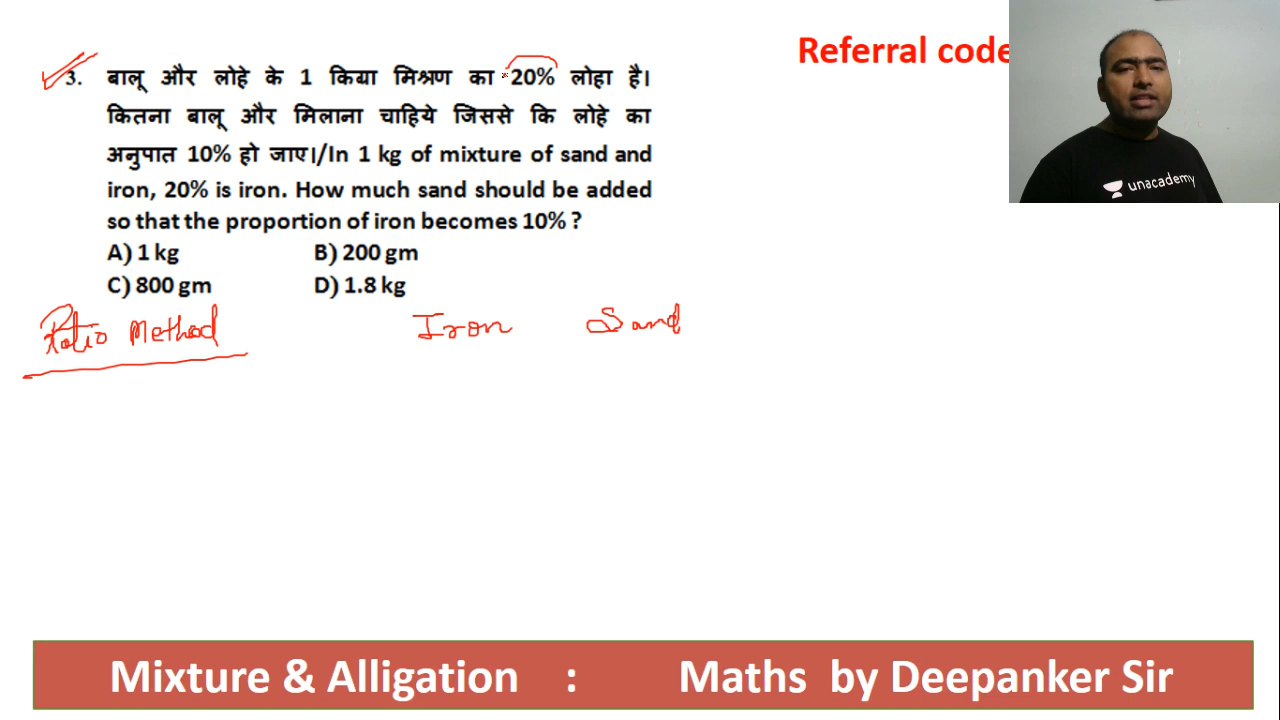 Referral code
3. बालू और लोहे के 1 किग्रा मिश्रण का 20% लोहा है।
कितना बालू और मिलाना चाहिये जिससे कि लोहे का
अनुपात 10% हो जाए।/In 1 kg of mixture of sand and
iron, 20% is iron. How much sand should be added
so that the proportion of iron becomes 10% ?
A) 1 kg B) 200 gm
C) 800 gm D) 1.8 kg
Ratio Method Iron Sand
unacademy
Mixture & Alligation : Maths by Deepanker Sir